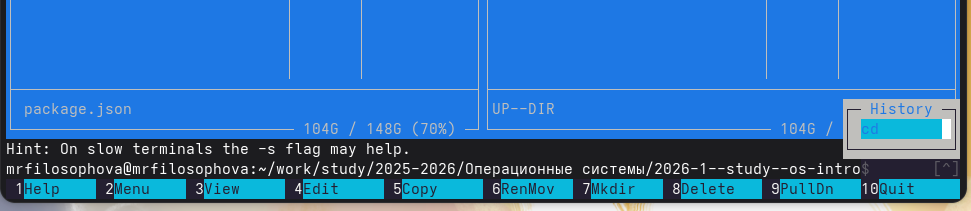 History
cd
package.json
UP--DIR
104G / 148G (70%)
104G /
Hint: On slow terminals the -s flag may help.
mrfilosophova@mrfilosophova:~/work/study/2025-2026/Операционные системы/2026-1--study--os-intro$ [^]
1Help 2Menu 3View 4Edit 5Copy 6RenMov 7Mkdir 8Delete 9PullDn 10Quit